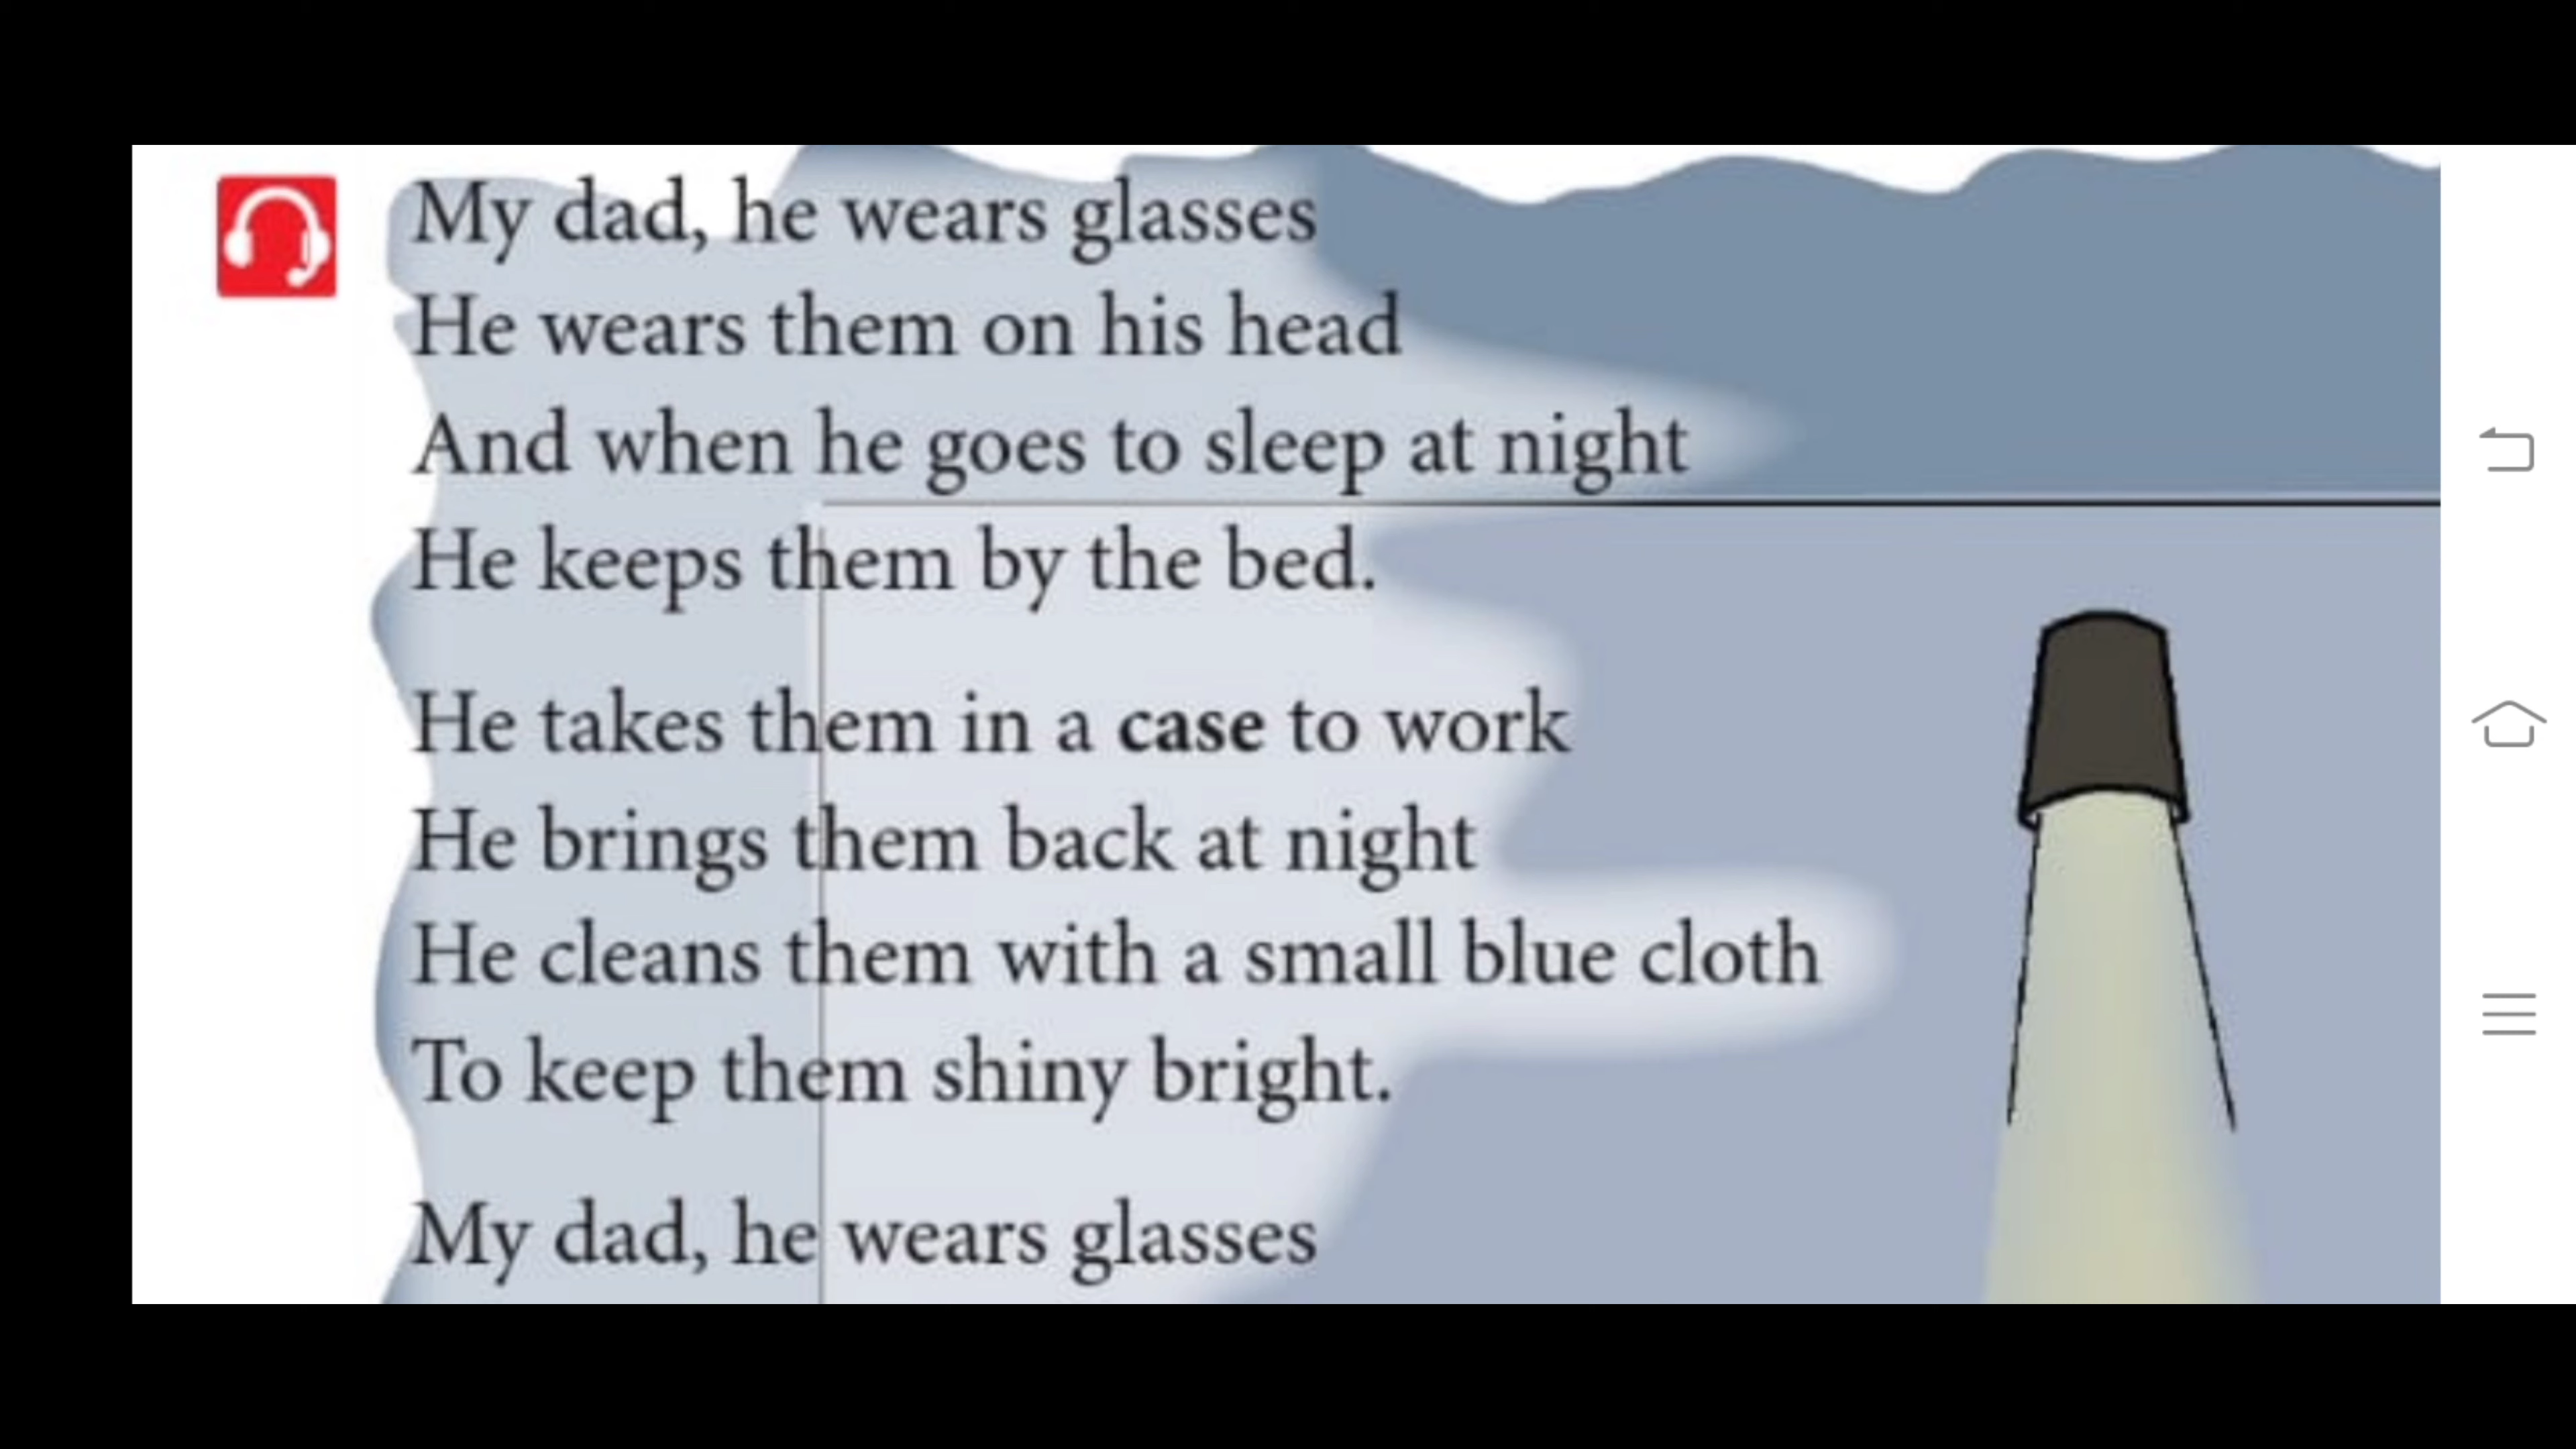 My dad, he wears glasses
He wears them on his head
And when he goes to sleep at night
He keeps them by the bed.
He takes them in a case to work
He brings them back at night
He cleans them with a small blue cloth
To keep them shiny bright.
My dad, he wears glasses